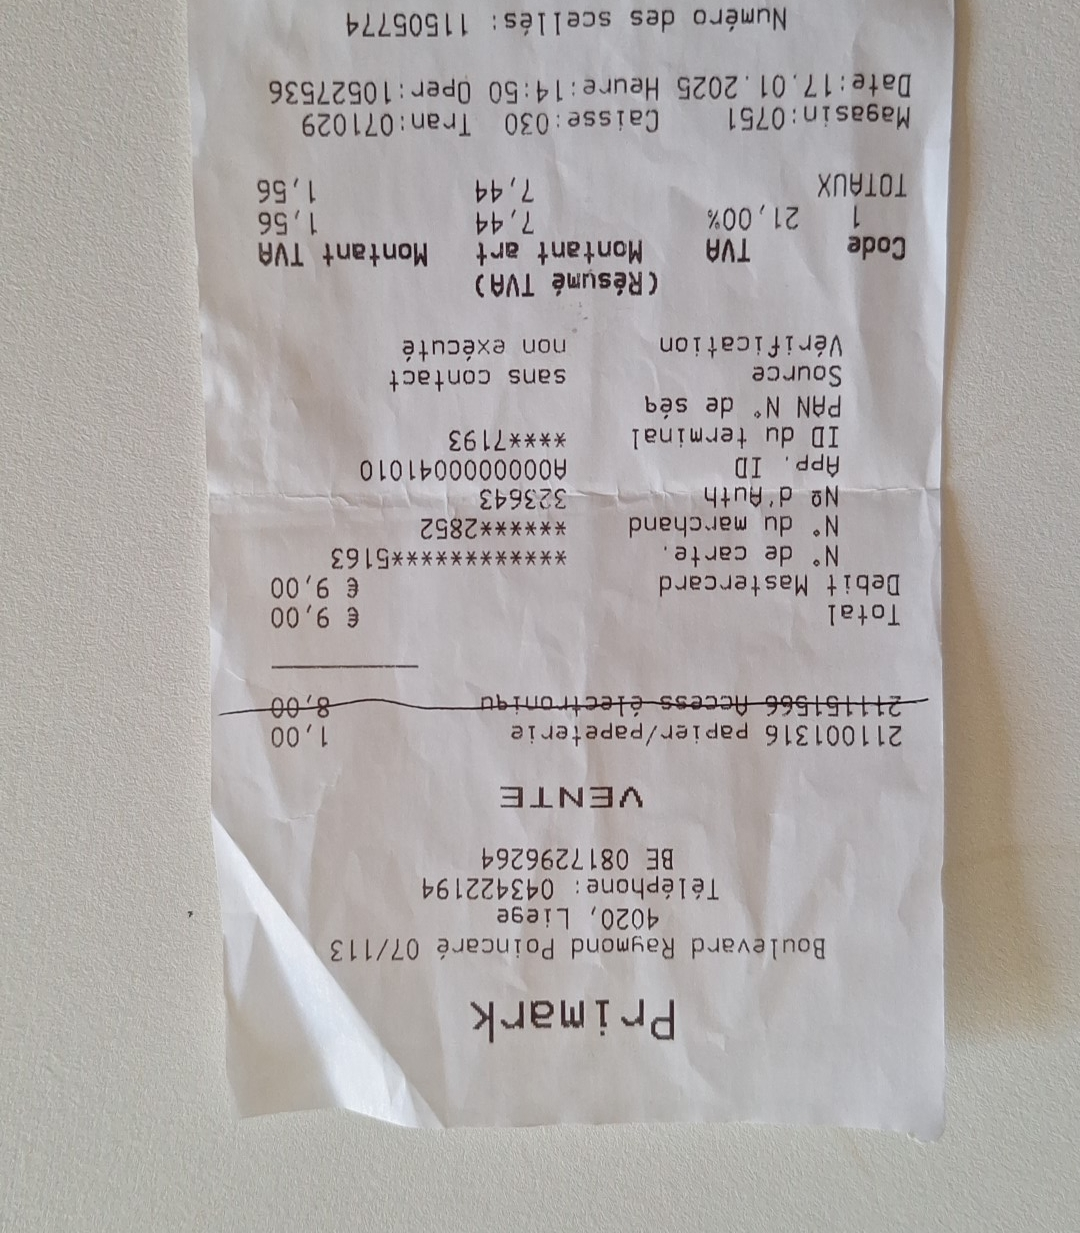 Primark
Boulevard Raymond Poincaré 07/113
4020, Liege
Téléphone: 043422194
BE 0817296264
VENTE
211001316 papier/papeterie 1,00
211151566 Access électroniqu 8,00
Total € 9,00
Debit Mastercard € 9,00
N° de carte. *************5163
N° du marchand ******2852
Nº d'Auth 323643
App. ID A0000000041010
ID du terminal ****7193
PAN N° de séq
Source sans contact
Vérification non exécuté
(Résumé TVA)
Code TVA Montant art Montant TVA
1 21,00% 7,44 1,56
TOTAUX 7,44 1,56
Magasin:0751 Caisse:030 Tran:071029
Date:17.01.2025 Heure:14:50 Oper:10527536
Numéro des scellés: 11505774